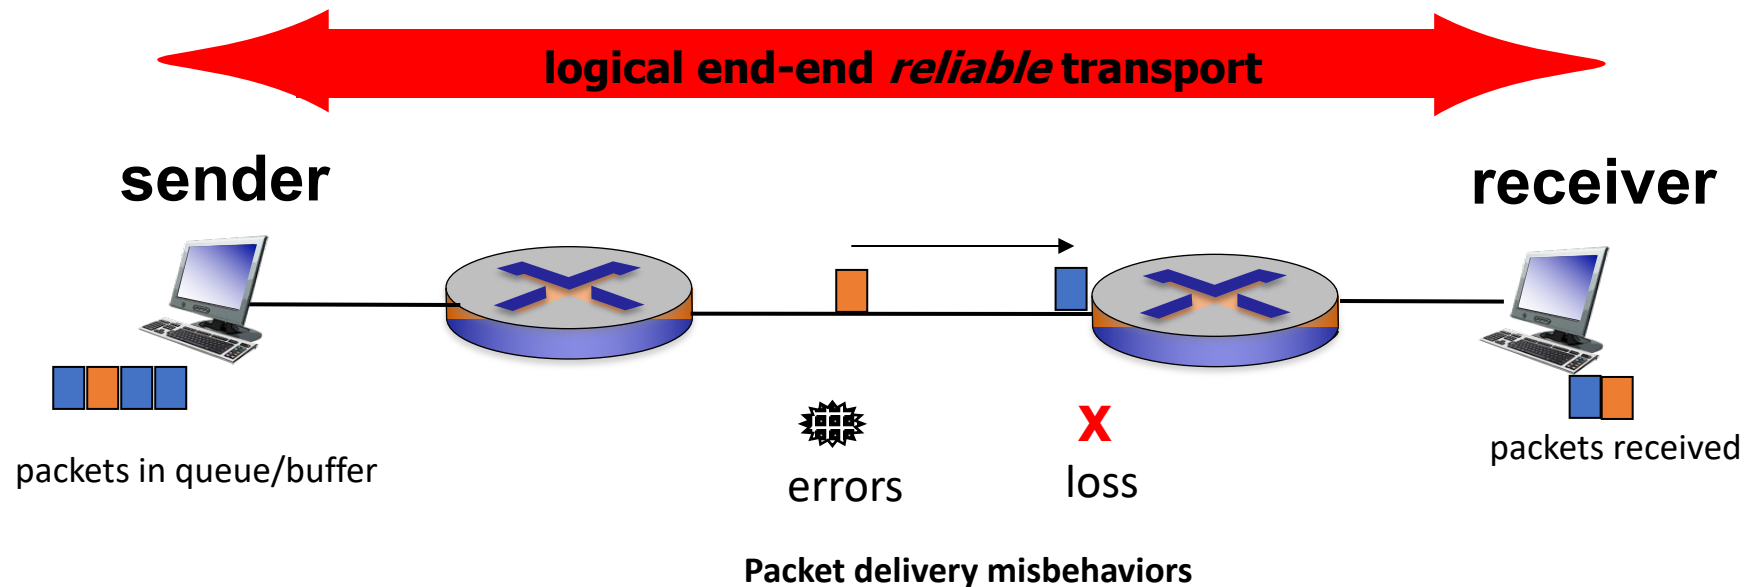 logical end-end reliable transport
sender
receiver
packets in queue/buffer
errors
X
loss
packets received
Packet delivery misbehaviors